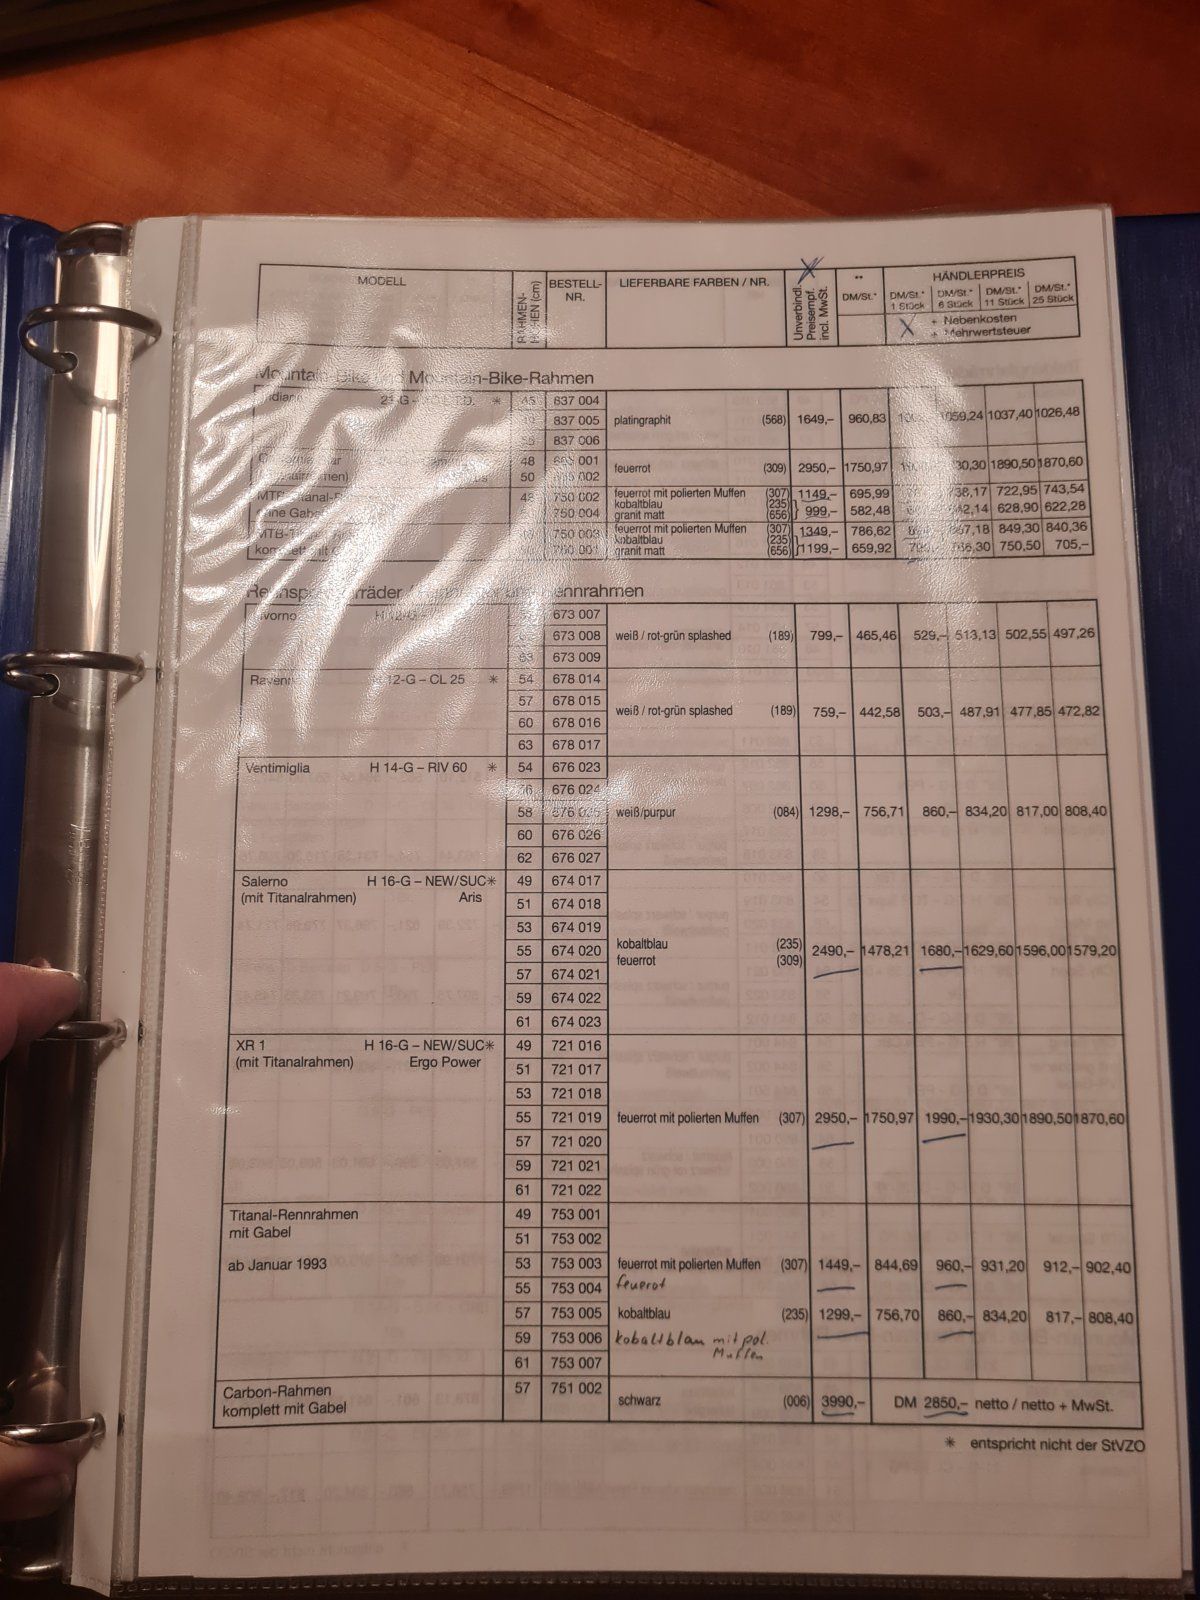 MODELL
RAHMEN-
HÖHEN (cm)
BESTELL-
NR.
LIEFERBARE FARBEN / NR.
Unverbindl.
Preisempf.
incl. MwSt.
X
**
DM/St.*
HÄNDLERPREIS
DM/St.* DM/St.* DM/St.* DM/St.*
1 Stück 6 Stück 11 Stück 25 Stück
X + Nebenkosten
+ Mehrwertsteuer
Mountain-Bike und Mountain-Bike-Rahmen
* 837 004
837 005 platingraphit (568) 1649,– 960,83 1059,24 1037,40 1026,48
837 006
48 001 feuerrot (309) 2950,– 1750,97 1890,50 1870,60
50 002
750 002 feuerrot mit polierten Muffen (307) 1149,– 695,99 722,95 743,54
kobaltblau (235)
750 004 granit matt (656) 999,– 582,48 628,90 622,28
750 003 feuerrot mit polierten Muffen (307) 1349,– 786,62 849,30 840,36
kobaltblau (235)
granit matt (656) 1199,– 659,92 750,50 705,–
673 007
673 008 weiß / rot-grün splashed (189) 799,– 465,46 529,– 513,13 502,55 497,26
63 673 009
H 12-G – CL 25 * 54 678 014
57 678 015 weiß / rot-grün splashed (189) 759,– 442,58 503,– 487,91 477,85 472,82
60 678 016
63 678 017
Ventimiglia H 14-G – RIV 60 * 54 676 023
676 024
58 676 025 weiß/purpur (084) 1298,– 756,71 860,– 834,20 817,00 808,40
60 676 026
62 676 027
Salerno H 16-G – NEW/SUC* 49 674 017
(mit Titanalrahmen) Aris 51 674 018
53 674 019
kobaltblau (235)
55 674 020 2490,– 1478,21 1680,– 1629,60 1596,00 1579,20
feuerrot (309)
57 674 021
59 674 022
61 674 023
XR 1 H 16-G – NEW/SUC* 49 721 016
(mit Titanalrahmen) Ergo Power 51 721 017
53 721 018
55 721 019 feuerrot mit polierten Muffen (307) 2950,– 1750,97 1990,– 1930,30 1890,50 1870,60
57 721 020
59 721 021
61 721 022
Titanal-Rennrahmen 49 753 001
mit Gabel 51 753 002
ab Januar 1993 53 753 003 feuerrot mit polierten Muffen (307) 1449,– 844,69 960,– 931,20 912,– 902,40
55 753 004 feuerot
57 753 005 kobaltblau (235) 1299,– 756,70 860,– 834,20 817,– 808,40
59 753 006 kobaltblau mit pol.
Muffen
61 753 007
Carbon-Rahmen 57 751 002
komplett mit Gabel schwarz (006) 3990,– DM 2850,– netto / netto + MwSt.
* entspricht nicht der StVZO